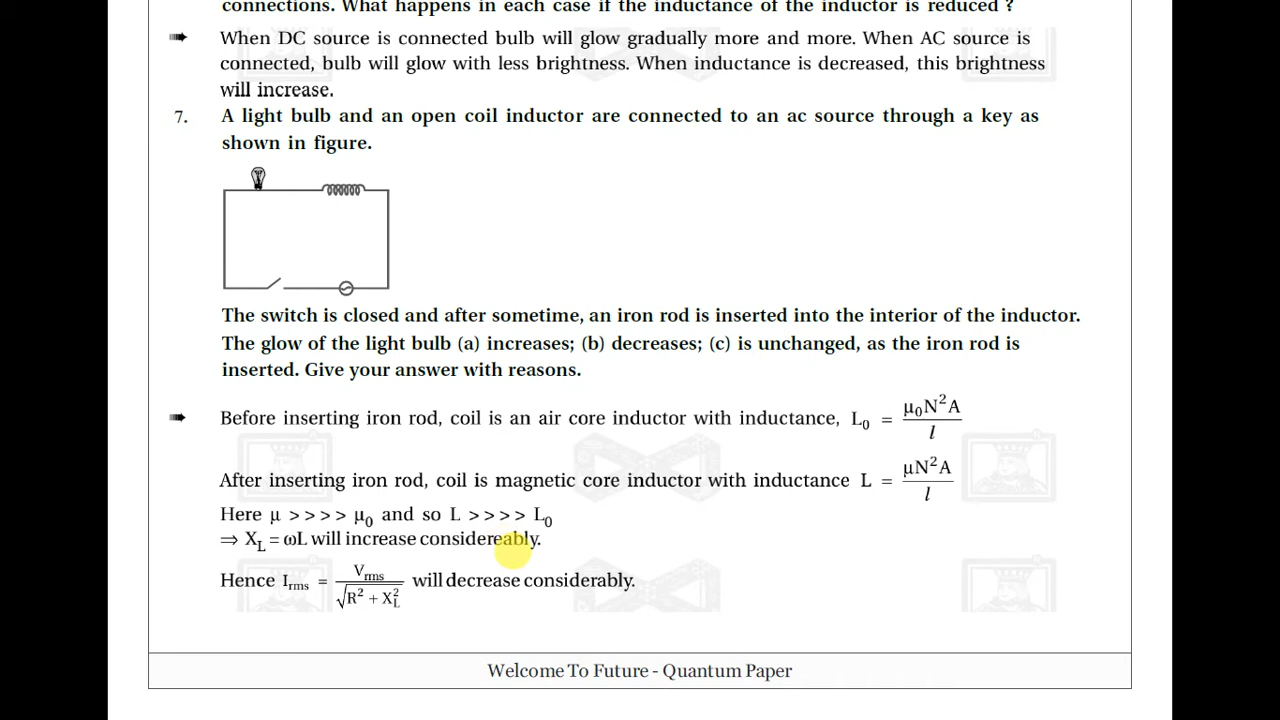 connections. What happens in each case if the inductance of the inductor is reduced ?
➠ When DC source is connected bulb will glow gradually more and more. When AC source is
connected, bulb will glow with less brightness. When inductance is decreased, this brightness
will increase.
7. A light bulb and an open coil inductor are connected to an ac source through a key as
shown in figure.
The switch is closed and after sometime, an iron rod is inserted into the interior of the inductor.
The glow of the light bulb (a) increases; (b) decreases; (c) is unchanged, as the iron rod is
inserted. Give your answer with reasons.
➠ Before inserting iron rod, coil is an air core inductor with inductance, L₀ = μ₀N²A / l
After inserting iron rod, coil is magnetic core inductor with inductance L = μN²A / l
Here μ >>>> μ₀ and so L >>>> L₀
⇒ X_L = ωL will increase considereably.
Hence I_rms = V_rms / √(R² + X_L²) will decrease considerably.
Welcome To Future - Quantum Paper